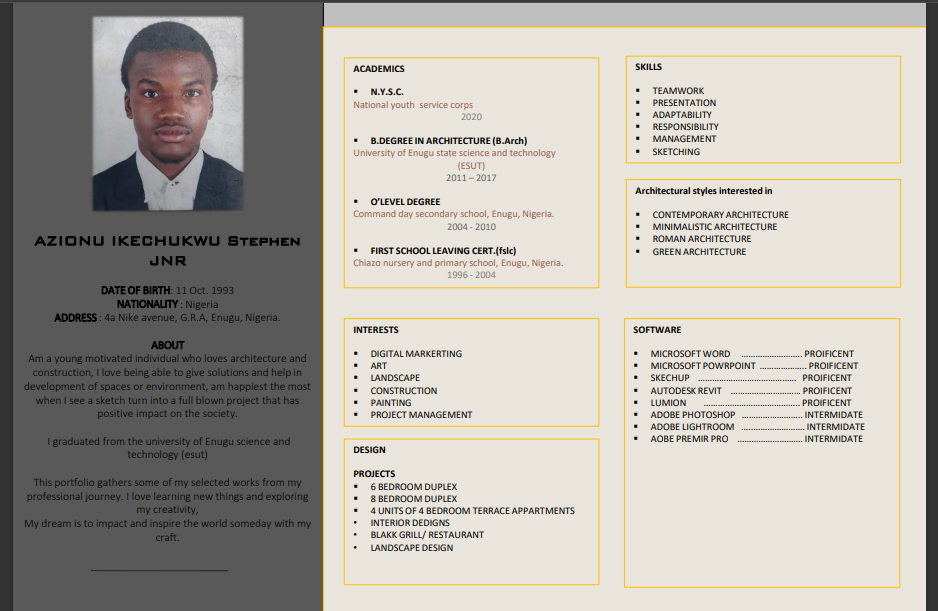 AZIONU IKECHUKWU Stephen
JNR
DATE OF BIRTH: 11 Oct. 1993
NATIONALITY : Nigeria
ADDRESS : 4a Nike avenue, G.R.A, Enugu, Nigeria.
ABOUT
Am a young motivated individual who loves architecture and
construction, I love being able to give solutions and help in
development of spaces or environment, am happiest the most
when I see a sketch turn into a full blown project that has
positive impact on the society.
I graduated from the university of Enugu science and
technology (esut)
This portfolio gathers some of my selected works from my
professional journey. I love learning new things and exploring
my creativity,
My dream is to impact and inspire the world someday with my
craft.
ACADEMICS
▪ N.Y.S.C.
National youth service corps
2020
▪ B.DEGREE IN ARCHITECTURE (B.Arch)
University of Enugu state science and technology
(ESUT)
2011 – 2017
▪ O'LEVEL DEGREE
Command day secondary school, Enugu, Nigeria.
2004 - 2010
▪ FIRST SCHOOL LEAVING CERT.(fslc)
Chiazo nursery and primary school, Enugu, Nigeria.
1996 - 2004
INTERESTS
▪ DIGITAL MARKERTING
▪ ART
▪ LANDSCAPE
▪ CONSTRUCTION
▪ PAINTING
▪ PROJECT MANAGEMENT
DESIGN
PROJECTS
▪ 6 BEDROOM DUPLEX
▪ 8 BEDROOM DUPLEX
▪ 4 UNITS OF 4 BEDROOM TERRACE APPARTMENTS
• INTERIOR DEDIGNS
▪ BLAKK GRILL/ RESTAURANT
• LANDSCAPE DESIGN
SKILLS
▪ TEAMWORK
▪ PRESENTATION
▪ ADAPTABILITY
▪ RESPONSIBILITY
▪ MANAGEMENT
▪ SKETCHING
Architectural styles interested in
▪ CONTEMPORARY ARCHITECTURE
▪ MINIMALISTIC ARCHITECTURE
▪ ROMAN ARCHITECTURE
▪ GREEN ARCHITECTURE
SOFTWARE
▪ MICROSOFT WORD ........................ PROIFICENT
▪ MICROSOFT POWRPOINT .................. PROIFICENT
▪ SKECHUP ...................................... PROIFICENT
▪ AUTODESK REVIT ........................... PROIFICENT
▪ LUMION ...................................... PROIFICENT
▪ ADOBE PHOTOSHOP ........................ INTERMIDATE
▪ ADOBE LIGHTROOM ......................... INTERMIDATE
▪ AOBE PREMIR PRO ......................... INTERMIDATE